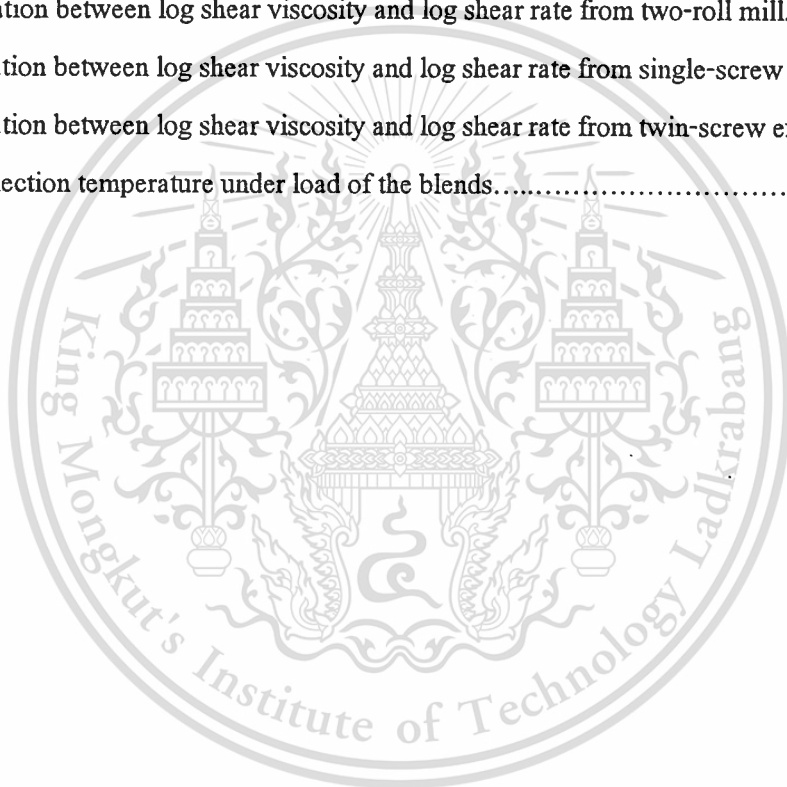 ation between log shear viscosity and log shear rate from two-roll mill.
ation between log shear viscosity and log shear rate from single-screw
tion between log shear viscosity and log shear rate from twin-screw e
lection temperature under load of the blends.............................
King Mongkut's Institute of Technology Ladkrabang